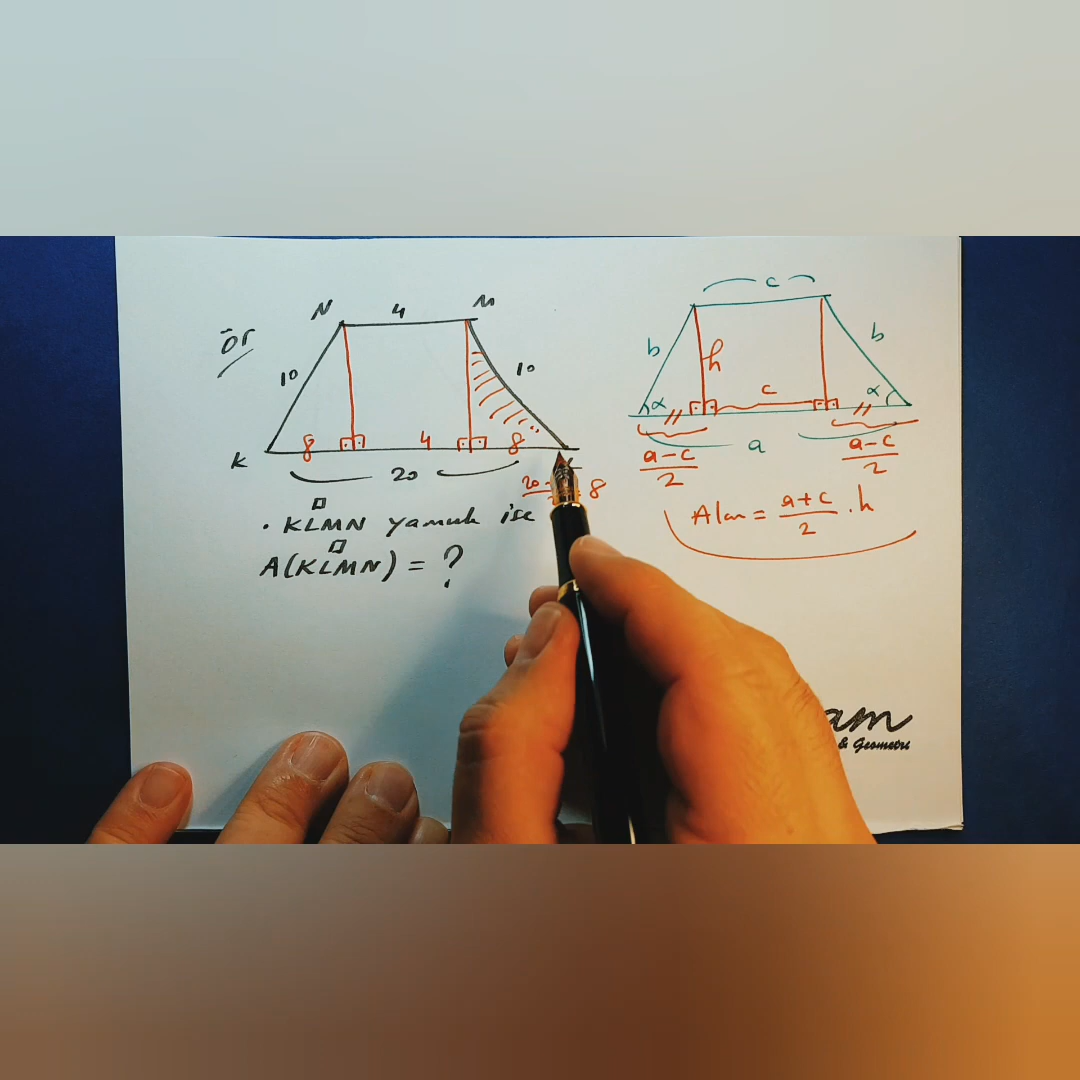 ör
N 4 M
10 10
8 4 8
K 20
20 8
• KLMN yamuk ise
A(KLMN) = ?
c
b h b
α c α
a-c/2 a a-c/2
Alan = a+c/2 . h
& Geometri